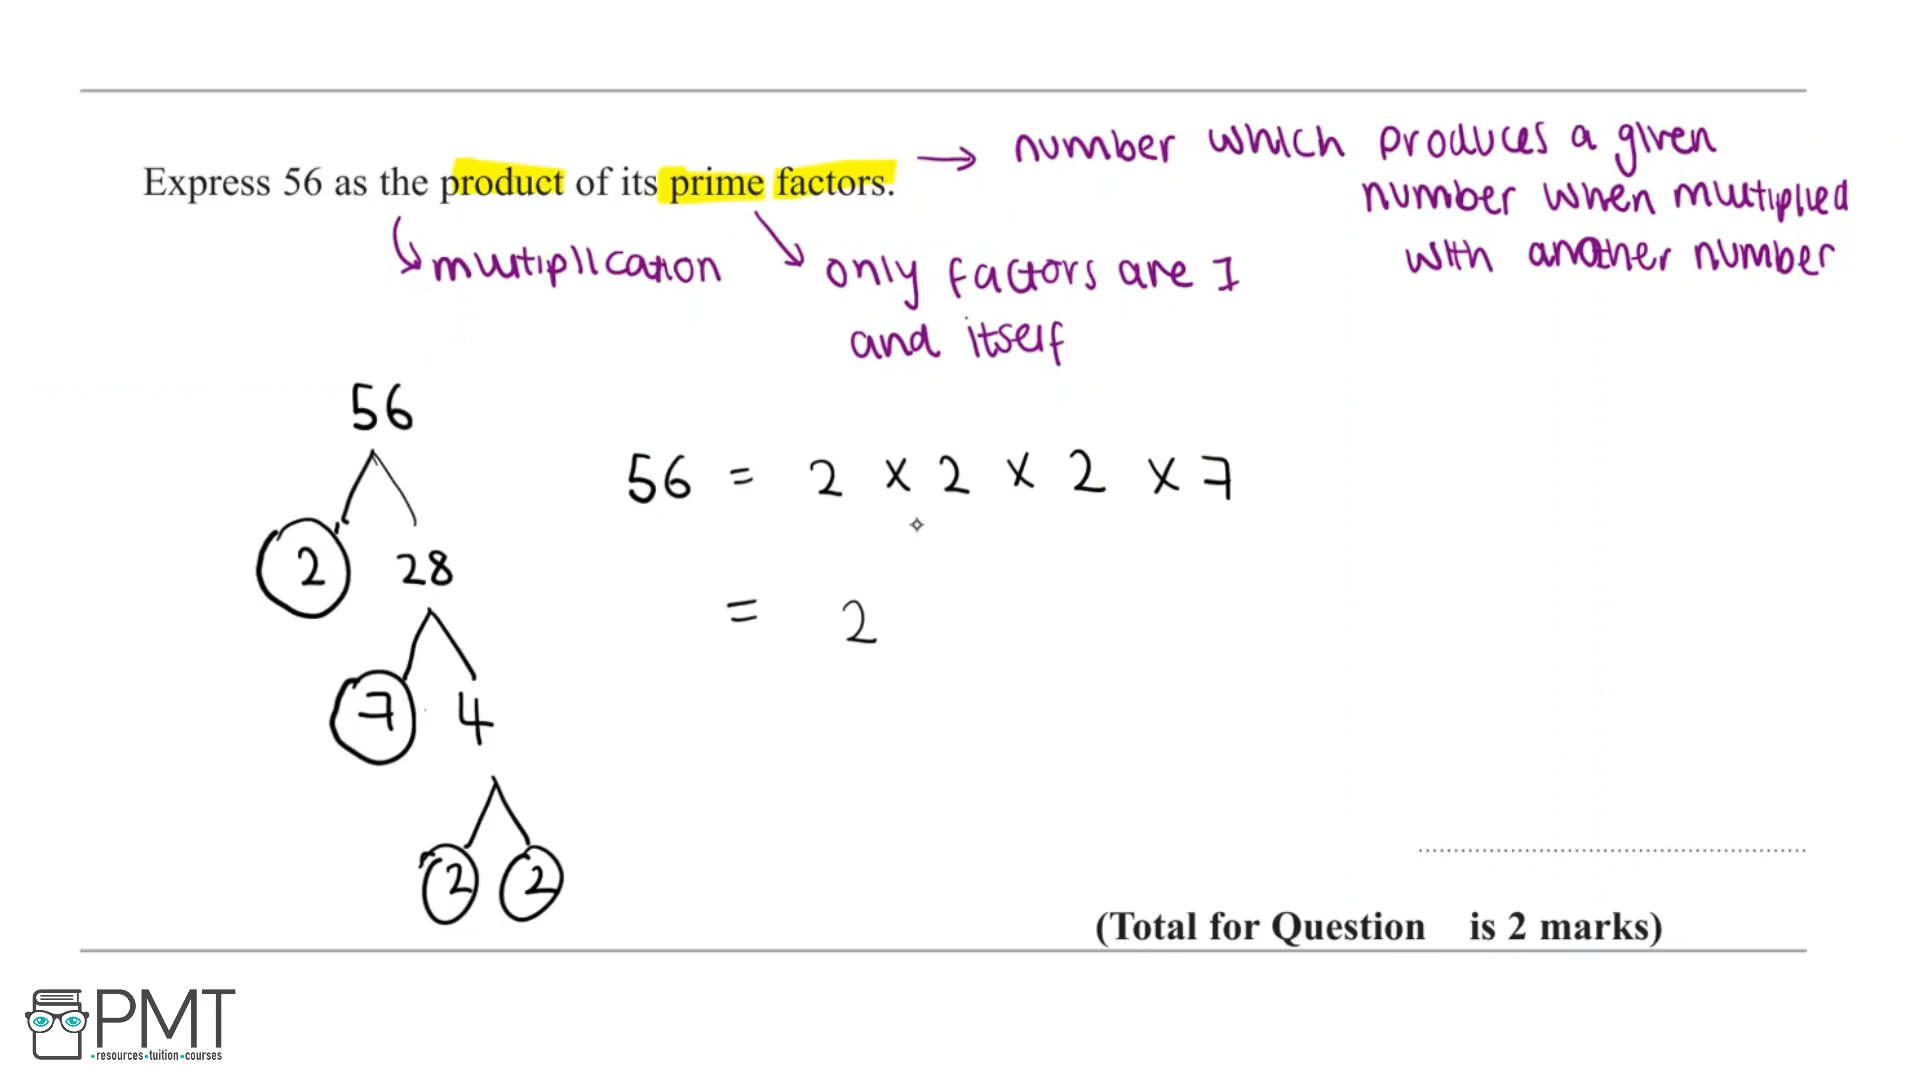 Express 56 as the product of its prime factors. → number which produces a given
number when multiplied
with another number
multiplication
only factors are 1
and itself
56
2 28
7 4
2 2
56 = 2 × 2 × 2 × 7
= 2
(Total for Question is 2 marks)
PMT
•resources•tuition•courses